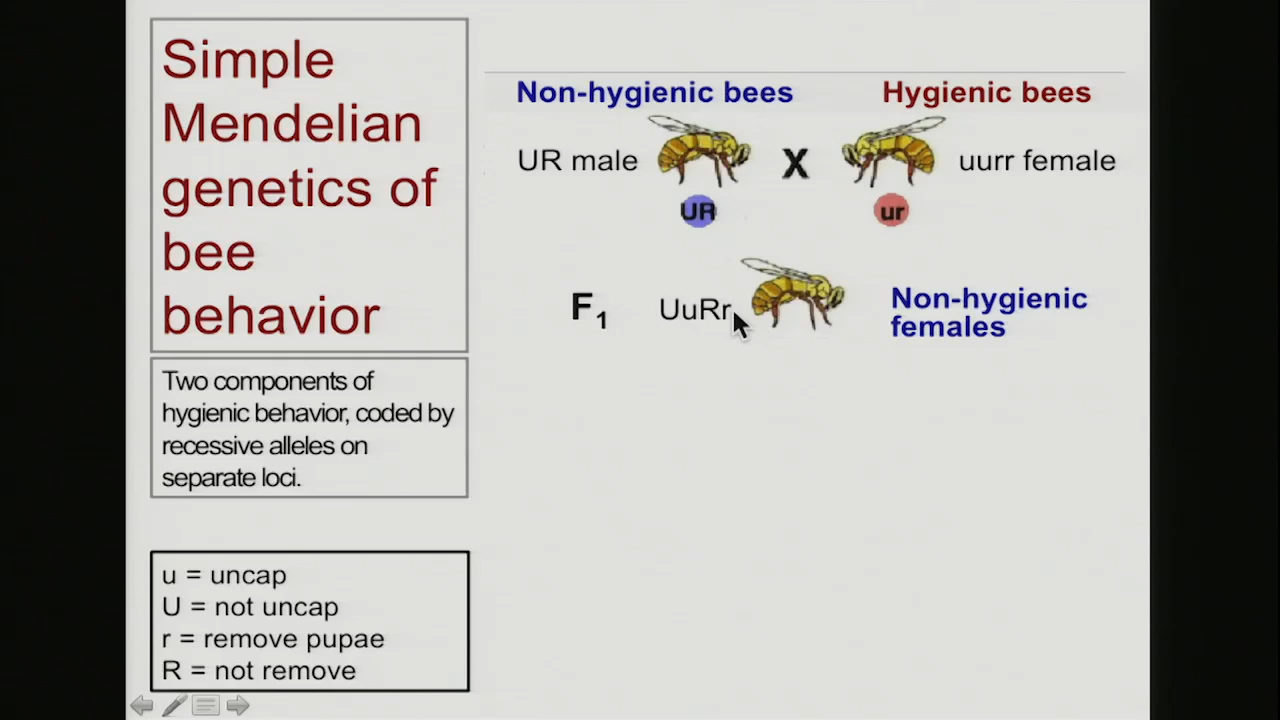 Simple
Mendelian
genetics of
bee
behavior
Two components of
hygienic behavior, coded by
recessive alleles on
separate loci.
u = uncap
U = not uncap
r = remove pupae
R = not remove
Non-hygienic bees
Hygienic bees
UR male
X
uurr female
UR
ur
F1
UuRr
Non-hygienic
females